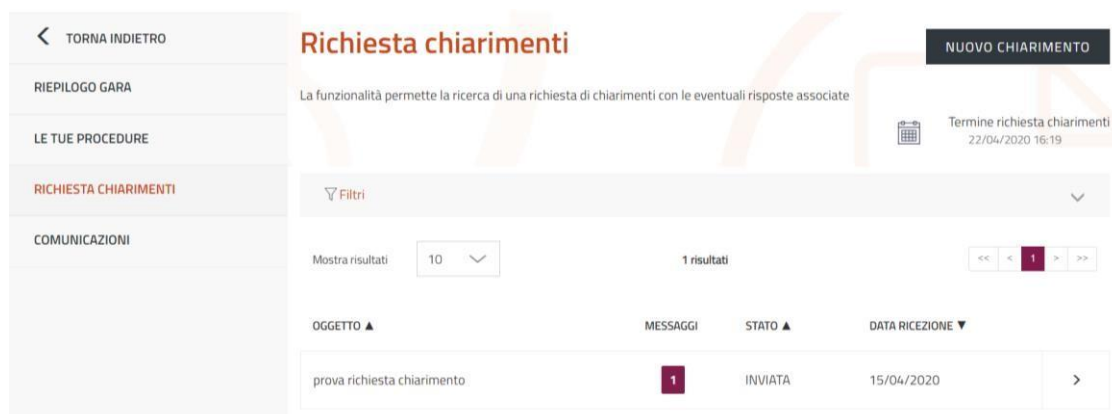 TORNA INDIETRO
RIEPILOGO GARA
LE TUE PROCEDURE
RICHIESTA CHIARIMENTI
COMUNICAZIONI
Richiesta chiarimenti
NUOVO CHIARIMENTO
La funzionalità permette la ricerca di una richiesta di chiarimenti con le eventuali risposte associate
Termine richiesta chiarimenti
22/04/2020 16:19
Filtri
Mostra risultati 10 1 risultati << < 1 > >>
OGGETTO ▲ MESSAGGI STATO ▲ DATA RICEZIONE ▼
prova richiesta chiarimento 1 INVIATA 15/04/2020 >